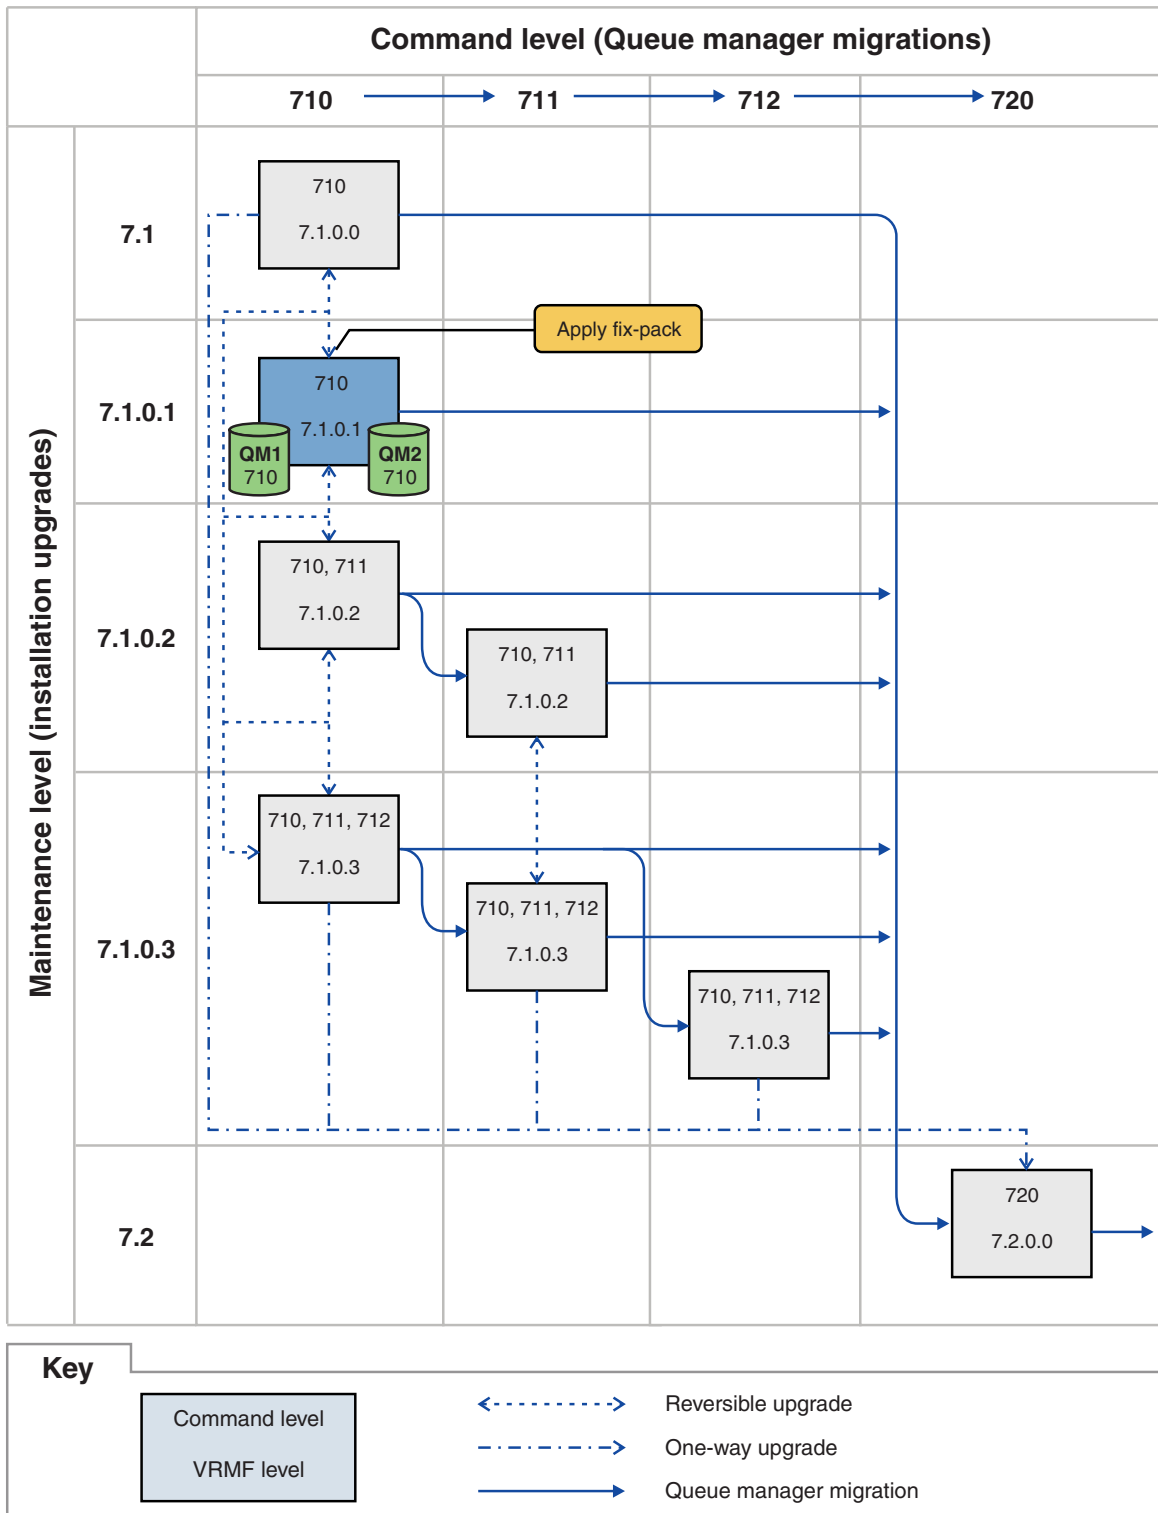 Command level (Queue manager migrations)
710
711
712
720
Maintenance level (installation upgrades)
7.1
710
7.1.0.0
Apply fix-pack
7.1.0.1
710
7.1.0.1
QM1
710
QM2
710
7.1.0.2
710, 711
7.1.0.2
710, 711
7.1.0.2
7.1.0.3
710, 711, 712
7.1.0.3
710, 711, 712
7.1.0.3
710, 711, 712
7.1.0.3
7.2
720
7.2.0.0
Key
Command level
VRMF level
Reversible upgrade
One-way upgrade
Queue manager migration